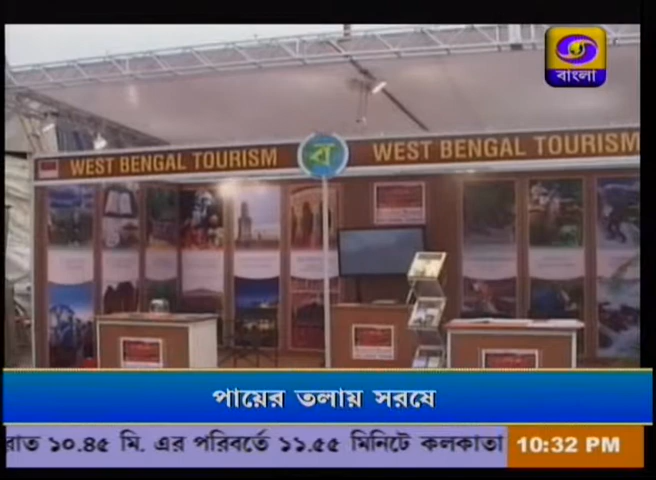 বাংলা
WEST BENGAL TOURISM ব WEST BENGAL TOURISM
পায়ের তলায় সরষে
রাত ১০.৪৫ মি. এর পরিবর্তে ১১.৫৫ মিনিটে কলকাতা 10:32 PM